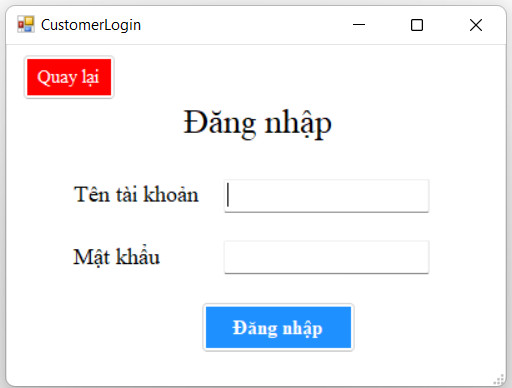 CustomerLogin
Quay lại
Đăng nhập
Tên tài khoản
Mật khẩu
Đăng nhập